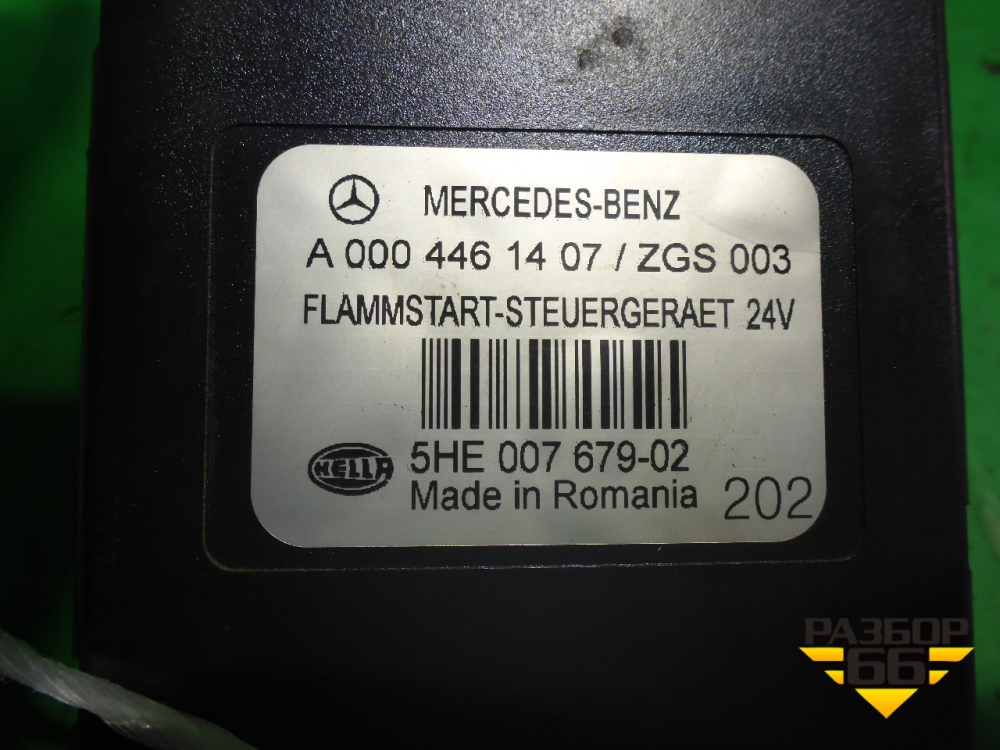 MERCEDES-BENZ
A 000 446 14 07 / ZGS 003
FLAMMSTART-STEUERGERAET 24V
HELLA
5HE 007 679-02
Made in Romania
202
РАЗБОР
66